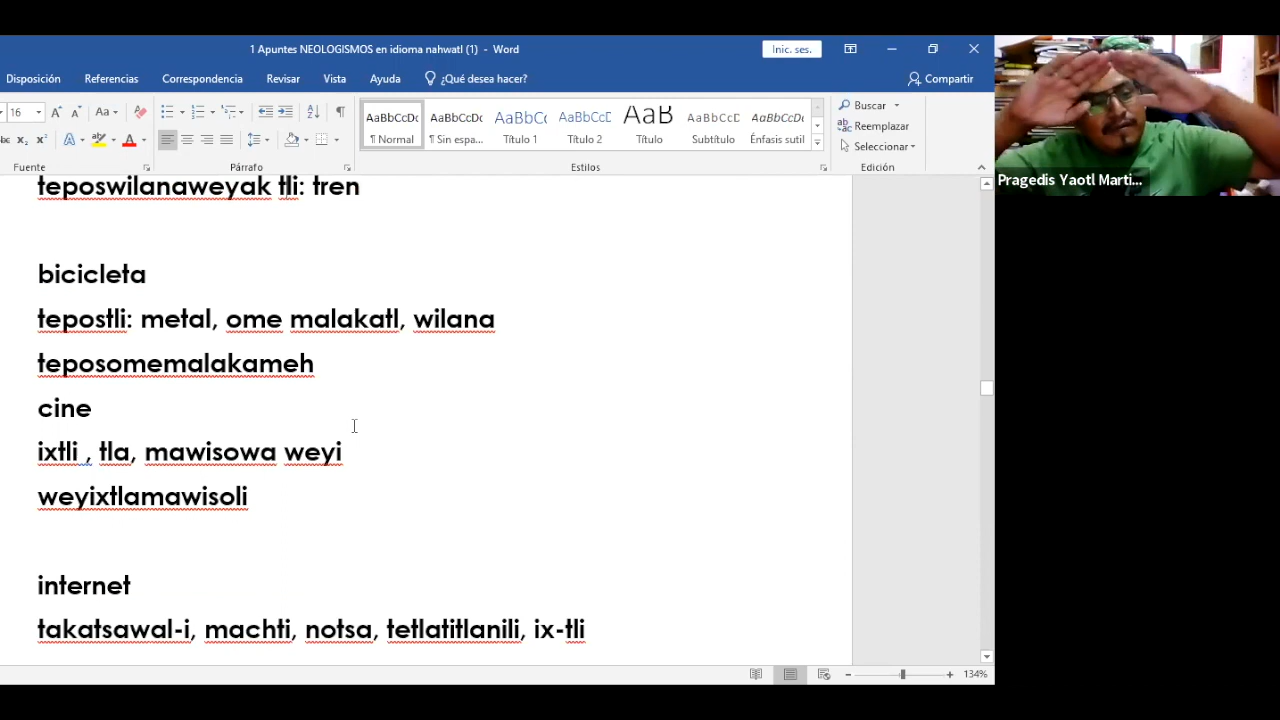 1 Apuntes NEOLOGISMOS en idioma nahwatl (1) - Word
Inic. ses.
Disposición Referencias Correspondencia Revisar Vista Ayuda ¿Qué desea hacer? Compartir
16 Aa
AaBbCcDc AaBbCcDc AaBbCc AaBbCcD AaB AaBbCcD AaBbCcDc
¶ Normal ¶ Sin espa... Título 1 Título 2 Título Subtítulo Énfasis sutil
Buscar
Reemplazar
Seleccionar
Fuente Párrafo Estilos Edición
Pragedis Yaotl Marti...
teposwilanaweyak tli: tren
bicicleta
tepostli: metal, ome malakatl, wilana
teposomemalakameh
cine
ixtli , tla, mawisowa weyi
weyixtlamawisoli
internet
takatsawal-i, machti, notsa, tetlatitlanili, ix-tli
134%